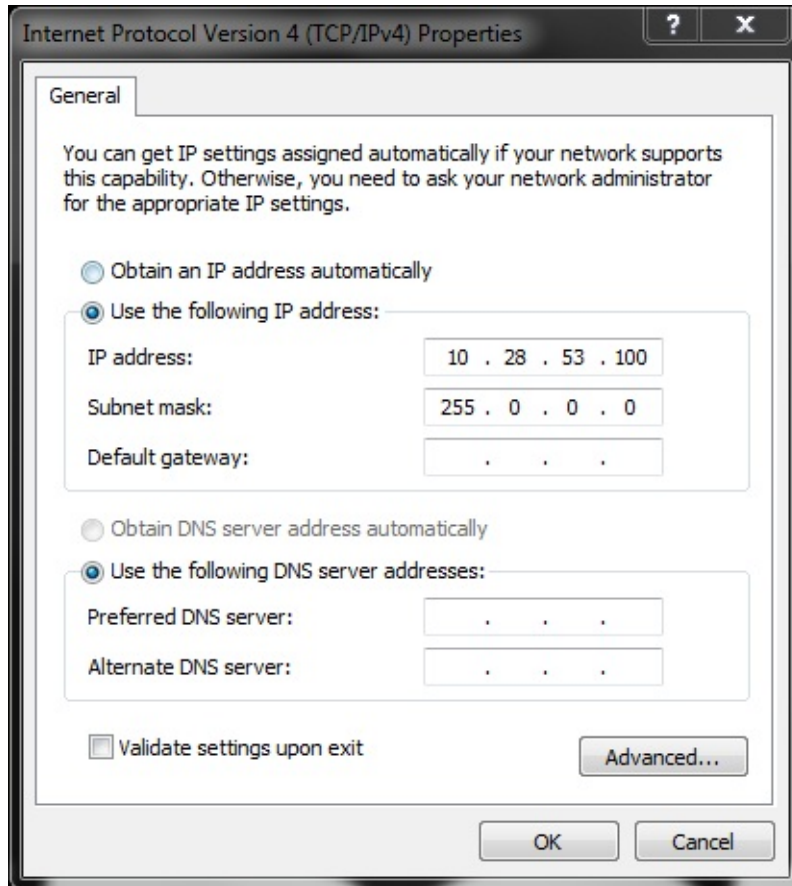 Internet Protocol Version 4 (TCP/IPv4) Properties
? X
General
You can get IP settings assigned automatically if your network supports
this capability. Otherwise, you need to ask your network administrator
for the appropriate IP settings.
Obtain an IP address automatically
Use the following IP address:
IP address: 10 . 28 . 53 . 100
Subnet mask: 255 . 0 . 0 . 0
Default gateway: . . .
Obtain DNS server address automatically
Use the following DNS server addresses:
Preferred DNS server: . . .
Alternate DNS server: . . .
Validate settings upon exit
Advanced...
OK Cancel